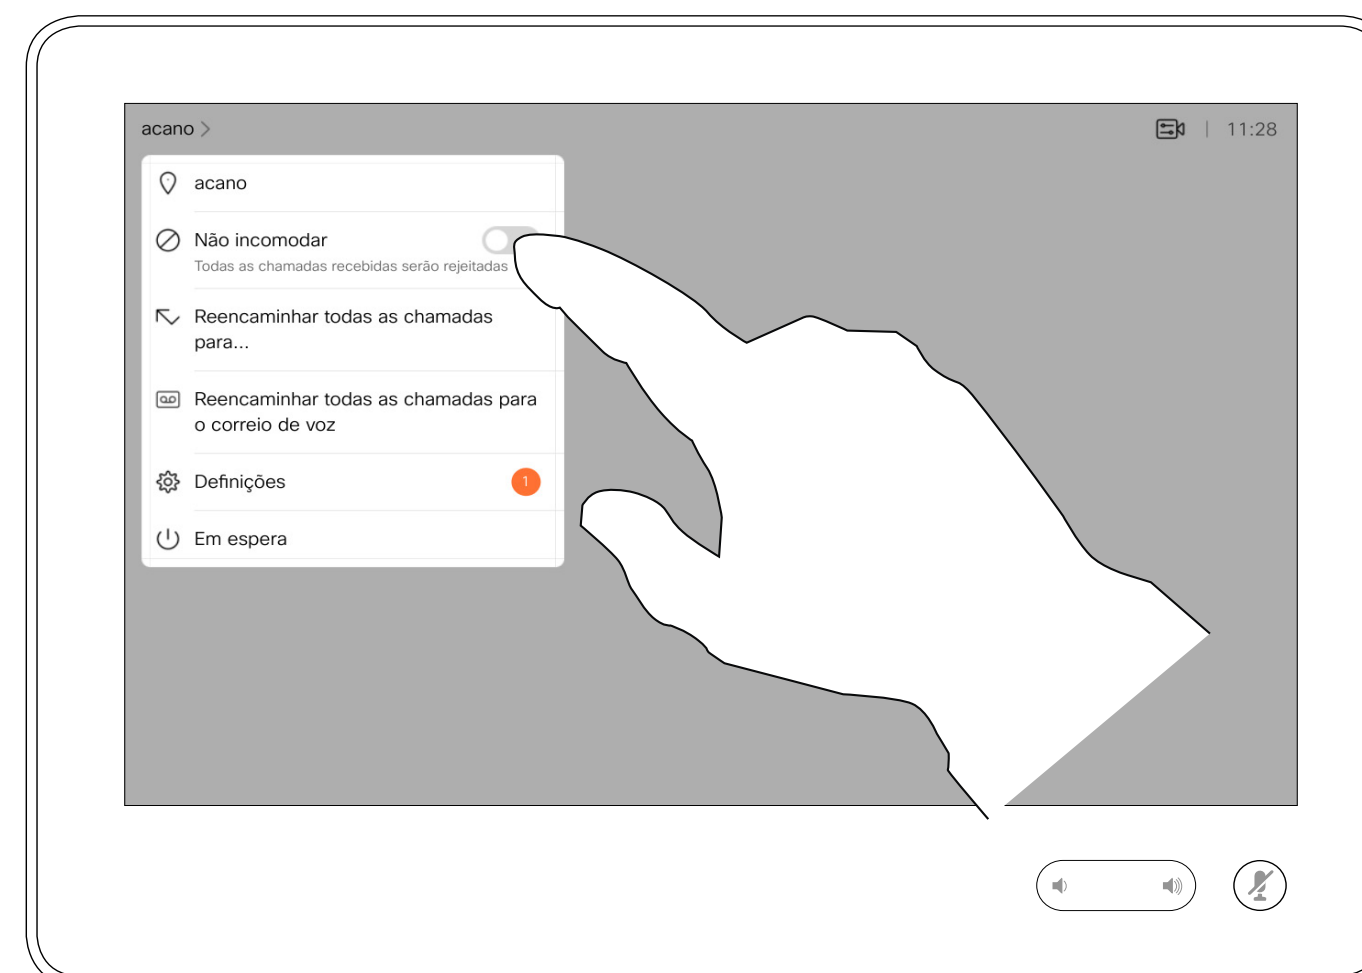 acano >
11:28
acano
Não incomodar
Todas as chamadas recebidas serão rejeitadas
Reencaminhar todas as chamadas
para...
Reencaminhar todas as chamadas para
o correio de voz
Definições
1
Em espera